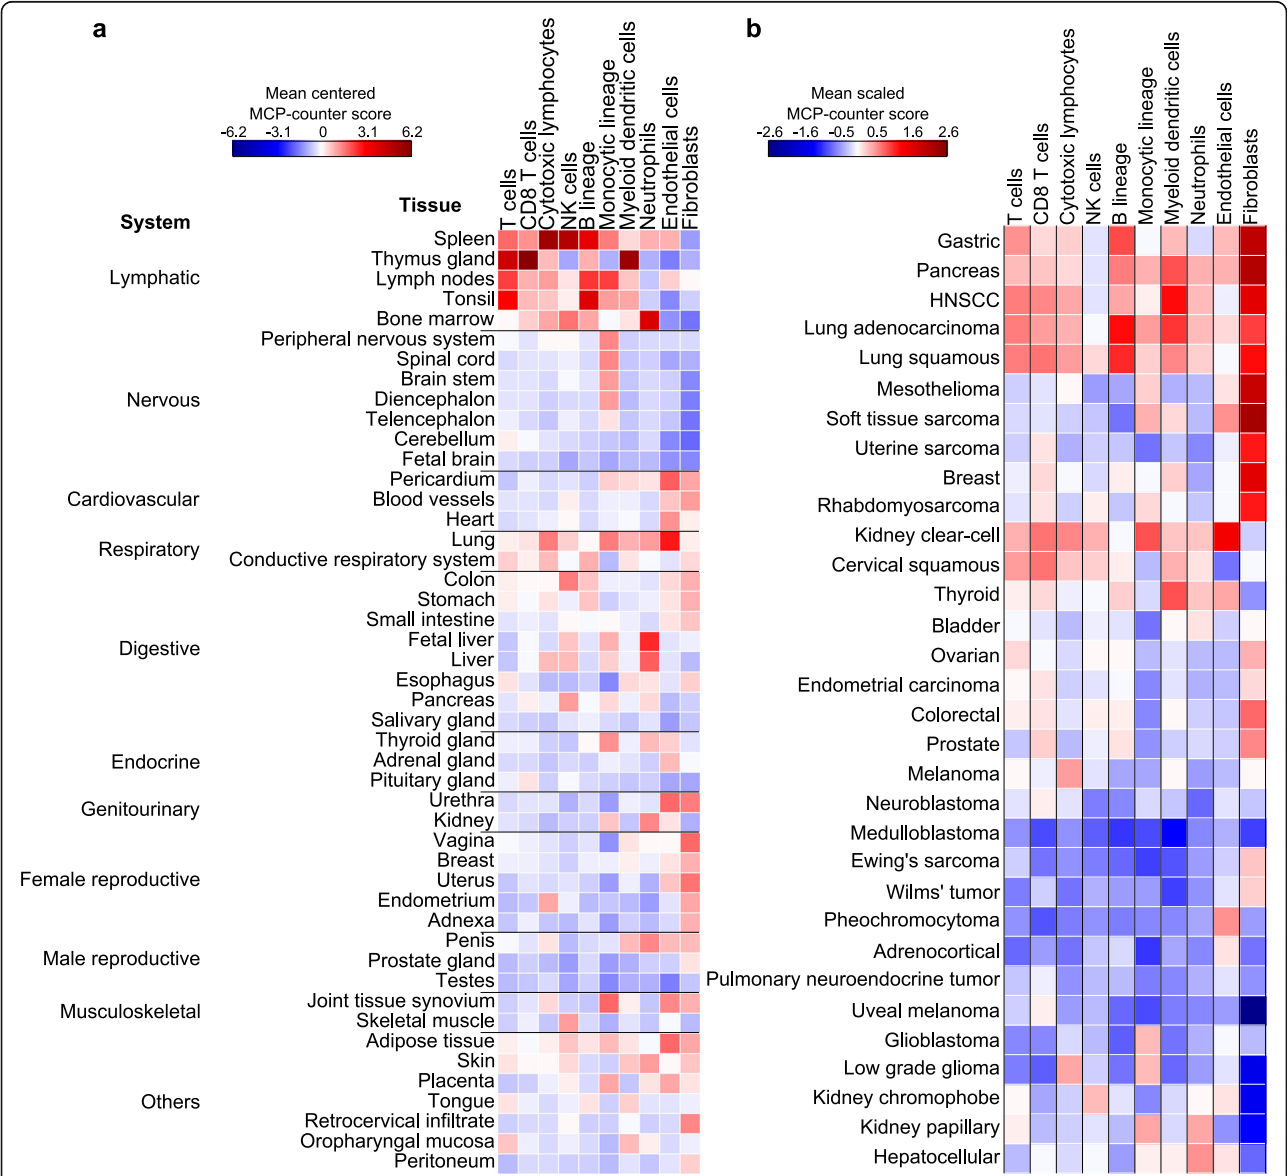 a
Mean centered
MCP-counter score
-6.2 -3.1 0 3.1 6.2
T cells
CD8 T cells
Cytotoxic lymphocytes
NK cells
B lineage
Monocytic lineage
Myeloid dendritic cells
Neutrophils
Endothelial cells
Fibroblasts
System
Tissue
Lymphatic
Spleen
Thymus gland
Lymph nodes
Tonsil
Bone marrow
Nervous
Peripheral nervous system
Spinal cord
Brain stem
Diencephalon
Telencephalon
Cerebellum
Fetal brain
Cardiovascular
Pericardium
Blood vessels
Heart
Respiratory
Lung
Conductive respiratory system
Digestive
Colon
Stomach
Small intestine
Fetal liver
Liver
Esophagus
Pancreas
Salivary gland
Endocrine
Thyroid gland
Adrenal gland
Pituitary gland
Genitourinary
Urethra
Kidney
Female reproductive
Vagina
Breast
Uterus
Endometrium
Adnexa
Male reproductive
Penis
Prostate gland
Testes
Musculoskeletal
Joint tissue synovium
Skeletal muscle
Others
Adipose tissue
Skin
Placenta
Tongue
Retrocervical infiltrate
Oropharyngal mucosa
Peritoneum
b
Mean scaled
MCP-counter score
-2.6 -1.6 -0.5 0.5 1.6 2.6
T cells
CD8 T cells
Cytotoxic lymphocytes
NK cells
B lineage
Monocytic lineage
Myeloid dendritic cells
Neutrophils
Endothelial cells
Fibroblasts
Gastric
Pancreas
HNSCC
Lung adenocarcinoma
Lung squamous
Mesothelioma
Soft tissue sarcoma
Uterine sarcoma
Breast
Rhabdomyosarcoma
Kidney clear-cell
Cervical squamous
Thyroid
Bladder
Ovarian
Endometrial carcinoma
Colorectal
Prostate
Melanoma
Neuroblastoma
Medulloblastoma
Ewing's sarcoma
Wilms' tumor
Pheochromocytoma
Adrenocortical
Pulmonary neuroendocrine tumor
Uveal melanoma
Glioblastoma
Low grade glioma
Kidney chromophobe
Kidney papillary
Hepatocellular